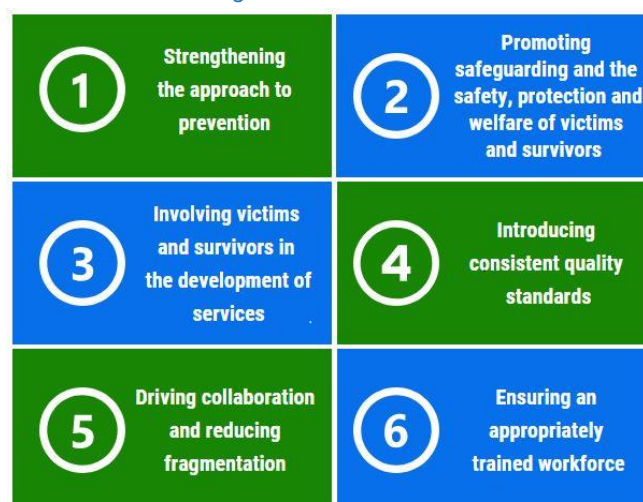 1
Strengthening
the approach to
prevention
2
Promoting
safeguarding and the
safety, protection and
welfare of victims
and survivors
3
Involving victims
and survivors in
the development of
services
4
Introducing
consistent quality
standards
5
Driving collaboration
and reducing
fragmentation
6
Ensuring an
appropriately
trained workforce